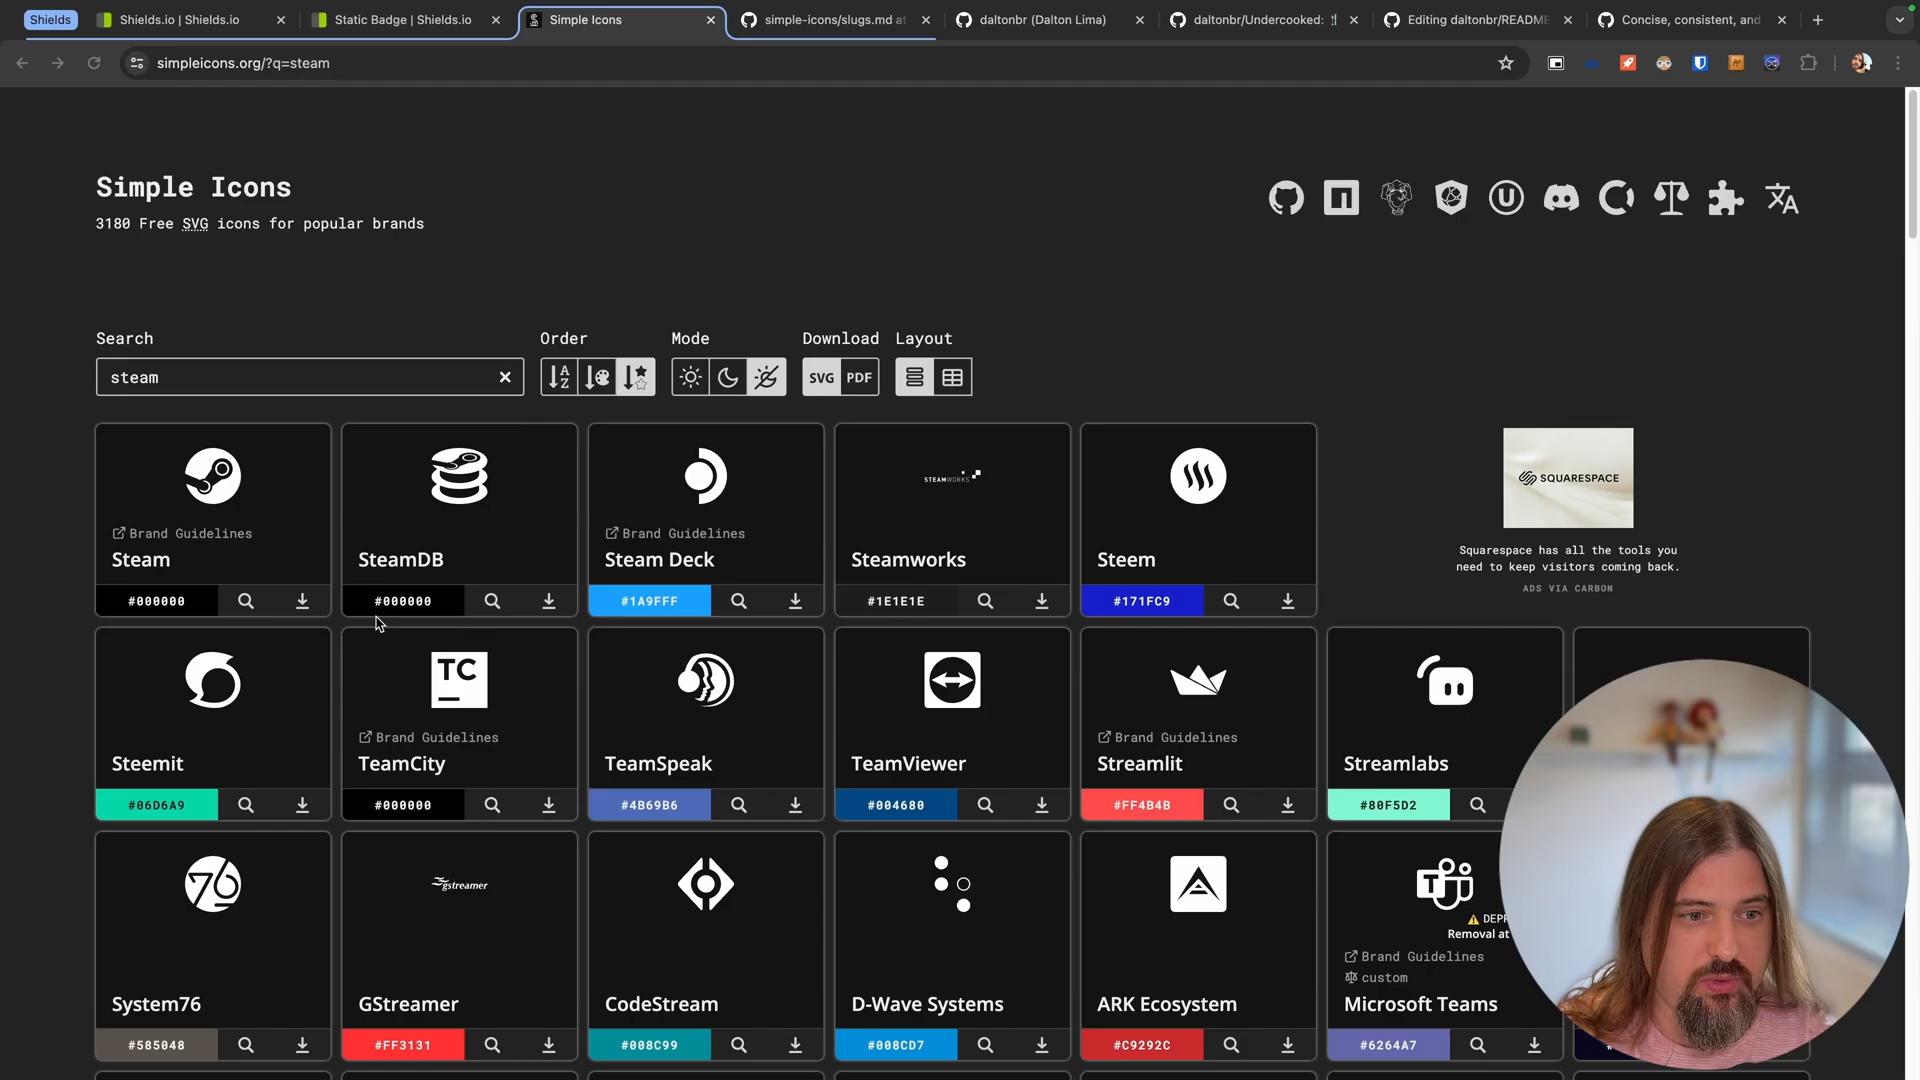 Shields
Shields.io | Shields.io
Static Badge | Shields.io
Simple Icons
simple-icons/slugs.md at
daltonbr (Dalton Lima)
daltonbr/Undercooked:
Editing daltonbr/README
Concise, consistent, and
simpleicons.org/?q=steam
Simple Icons
3180 Free SVG icons for popular brands
Search
Order
Mode
Download
Layout
steam
SVG
PDF
STEAMWORKS
SQUARESPACE
Brand Guidelines
Steam
SteamDB
Brand Guidelines
Steam Deck
Steamworks
Steem
Squarespace has all the tools you
need to keep visitors coming back.
ADS VIA CARBON
#000000
#000000
#1A9FFF
#1E1E1E
#171FC9
TC
Steemit
Brand Guidelines
TeamCity
TeamSpeak
TeamViewer
Brand Guidelines
Streamlit
Streamlabs
#06D6A9
#000000
#4B69B6
#004680
#FF4B4B
#80F5D2
76
gstreamer
T
Removal at
Brand Guidelines
custom
System76
GStreamer
CodeStream
D-Wave Systems
ARK Ecosystem
Microsoft Teams
#585048
#FF3131
#008C99
#008CD7
#C9292C
#6264A7